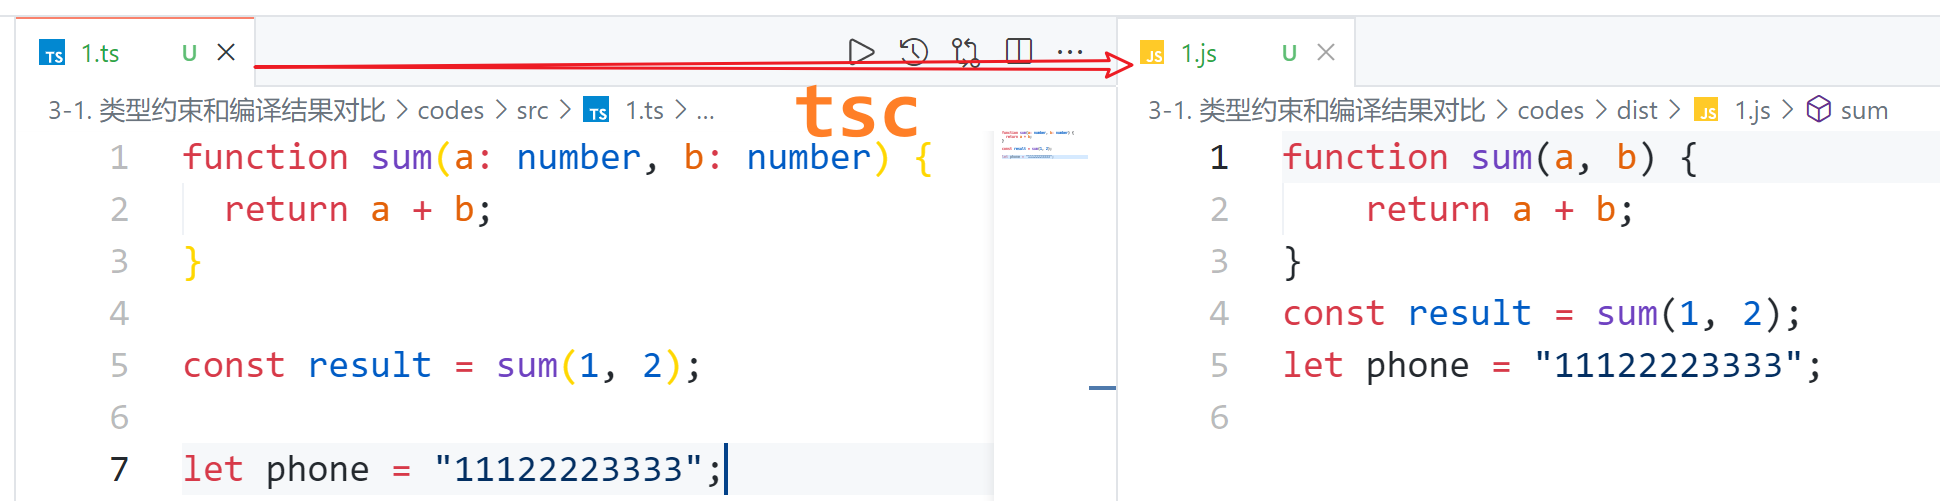 TS 1.ts U
3-1. 类型约束和编译结果对比 > codes > src > TS 1.ts > ...
tsc
1 function sum(a: number, b: number) {
2 return a + b;
3 }
4
5 const result = sum(1, 2);
6
7 let phone = "11122223333";
JS 1.js U
3-1. 类型约束和编译结果对比 > codes > dist > JS 1.js > sum
1 function sum(a, b) {
2 return a + b;
3 }
4 const result = sum(1, 2);
5 let phone = "11122223333";
6